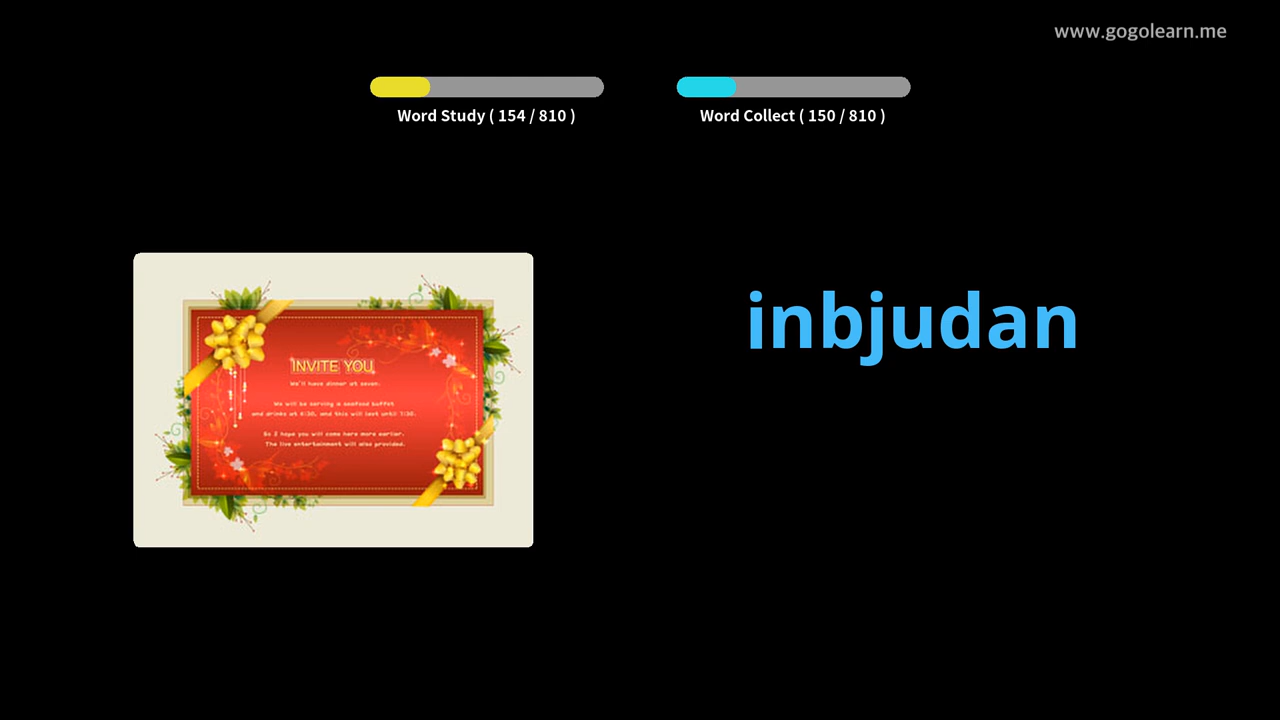 www.gogolearn.me
Word Study ( 154 / 810 )
Word Collect ( 150 / 810 )
inbjudan
INVITE YOU
We'll have dinner at seven.
We will be serving a seafood buffet
and drinks at 6:30, and this will last until 7:30.
So I hope you will come here more earlier.
The live entertainment will also provided.